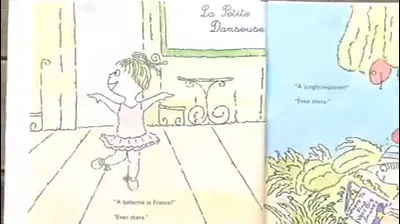 La Petite
Danseuse
"A ballerina in France?"
"Even there."
"A jungle explorer?"
"Even there."